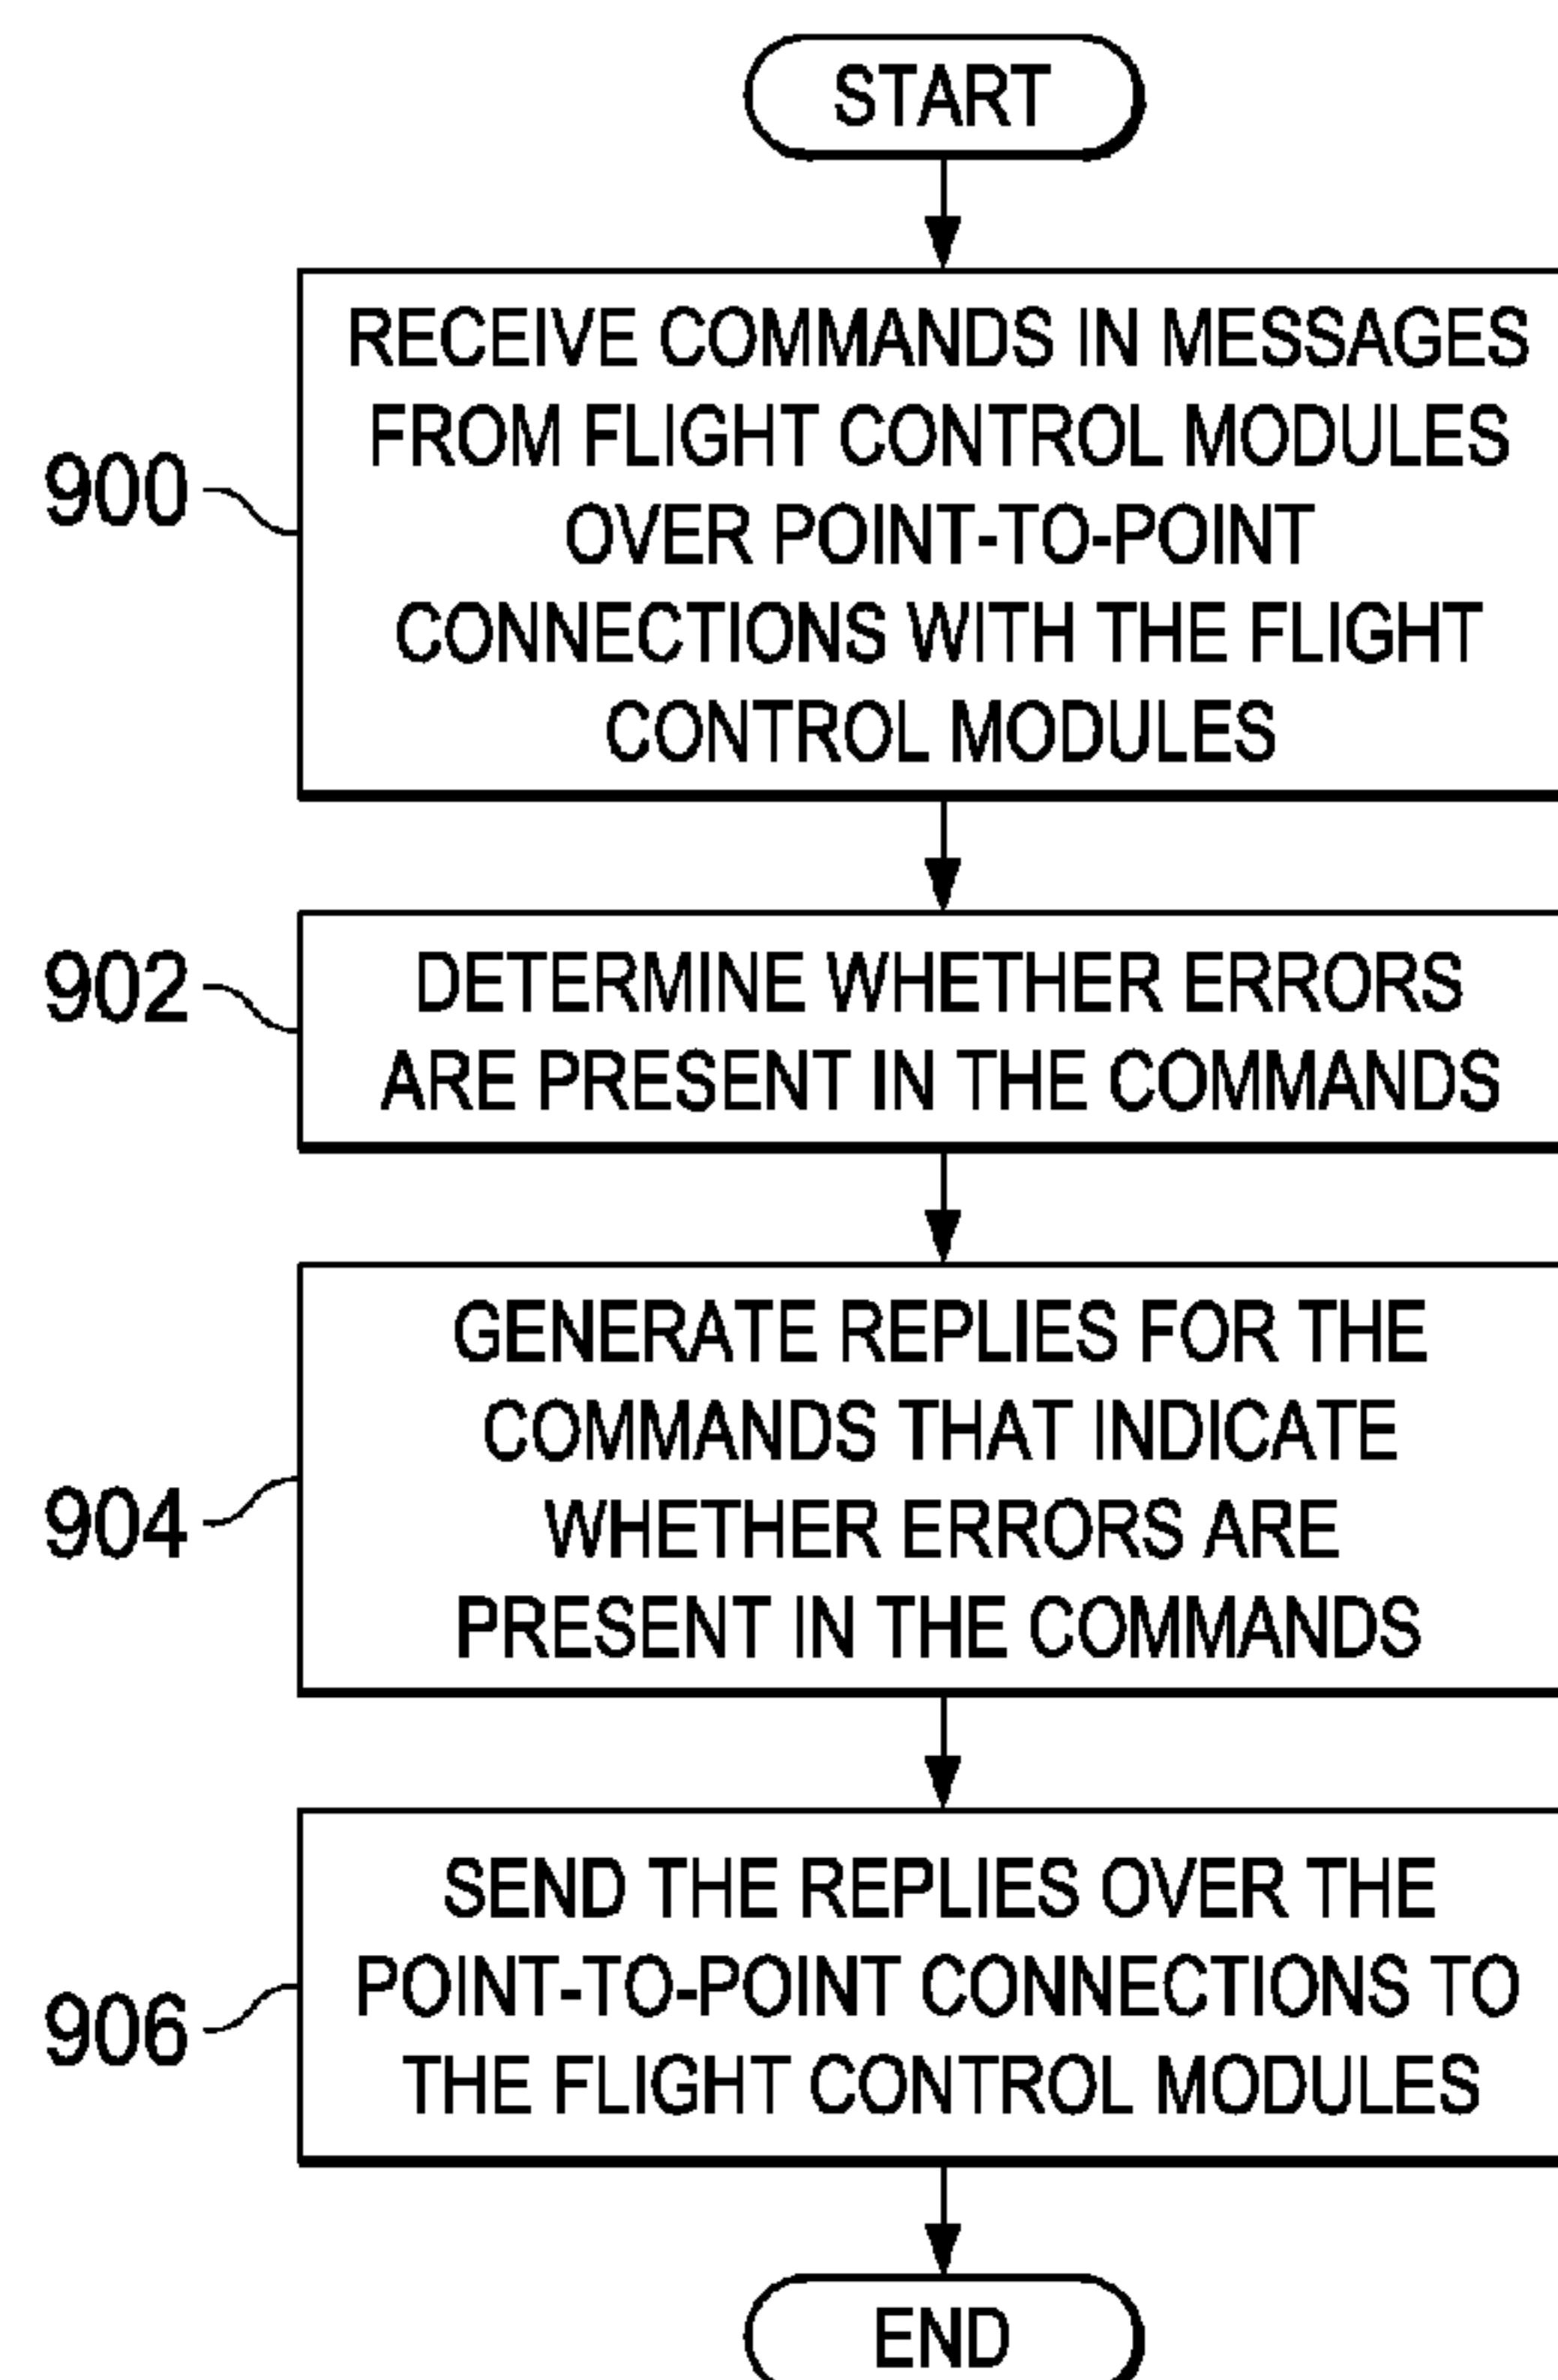 START
RECEIVE COMMANDS IN MESSAGES
FROM FLIGHT CONTROL MODULES
OVER POINT-TO-POINT
CONNECTIONS WITH THE FLIGHT
CONTROL MODULES
900
902
DETERMINE WHETHER ERRORS
ARE PRESENT IN THE COMMANDS
GENERATE REPLIES FOR THE
COMMANDS THAT INDICATE
WHETHER ERRORS ARE
PRESENT IN THE COMMANDS
904
SEND THE REPLIES OVER THE
POINT-TO-POINT CONNECTIONS TO
THE FLIGHT CONTROL MODULES
906
END